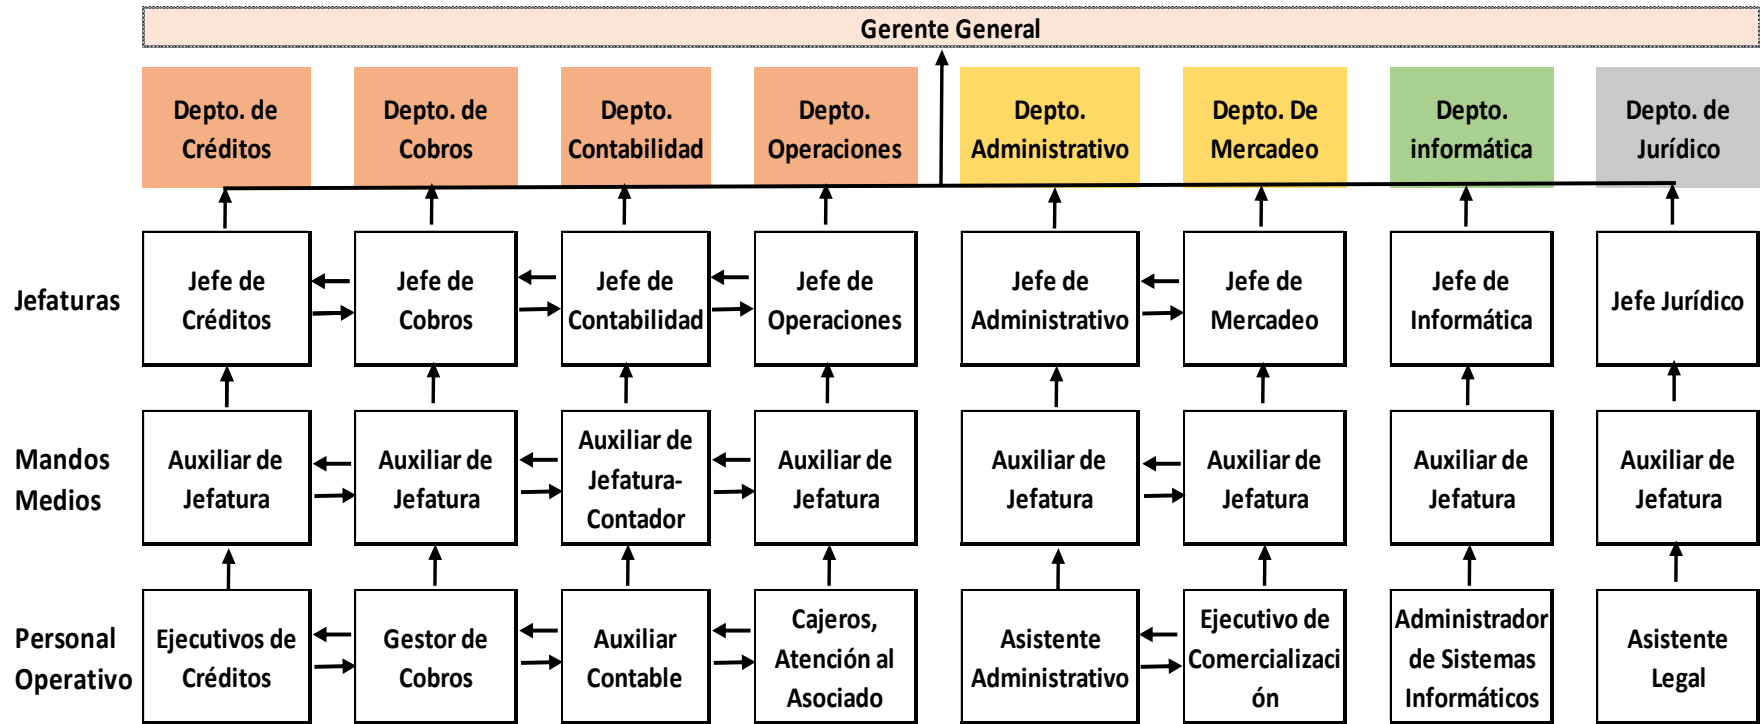 Gerente General
Depto. de
Créditos
Depto. de
Cobros
Depto.
Contabilidad
Depto.
Operaciones
Depto.
Administrativo
Depto. De
Mercadeo
Depto.
informática
Depto. de
Jurídico
Jefaturas
Jefe de
Créditos
Jefe de
Cobros
Jefe de
Contabilidad
Jefe de
Operaciones
Jefe de
Administrativo
Jefe de
Mercadeo
Jefe de
Informática
Jefe Jurídico
Mandos
Medios
Auxiliar de
Jefatura
Auxiliar de
Jefatura
Auxiliar de
Jefatura-
Contador
Auxiliar de
Jefatura
Auxiliar de
Jefatura
Auxiliar de
Jefatura
Auxiliar de
Jefatura
Auxiliar de
Jefatura
Personal
Operativo
Ejecutivos de
Créditos
Gestor de
Cobros
Auxiliar
Contable
Cajeros,
Atención al
Asociado
Asistente
Administrativo
Ejecutivo de
Comercializaci
ón
Administrador
de Sistemas
Informáticos
Asistente
Legal